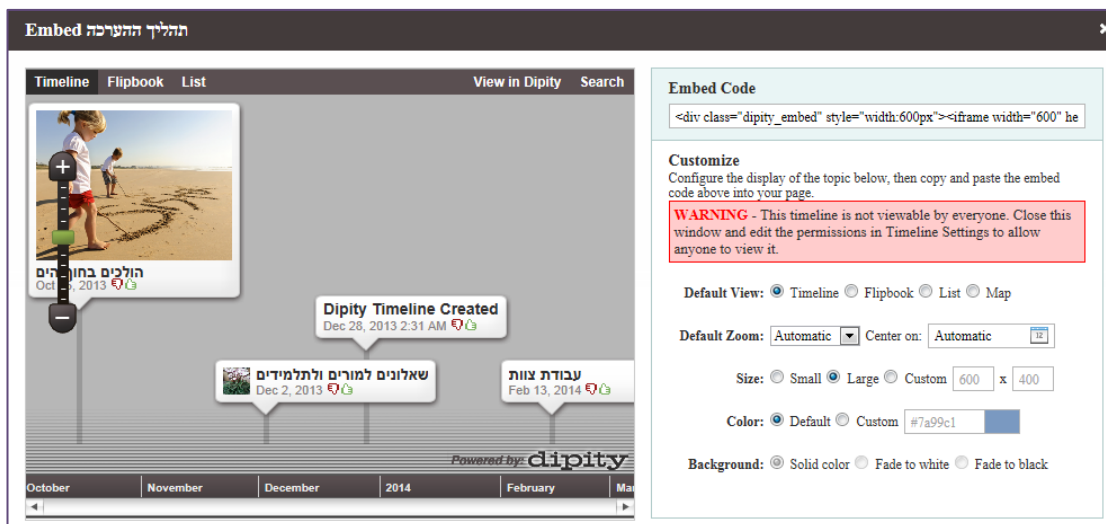 Embed תהליך ההערכה
Timeline Flipbook List View in Dipity Search
הולכים בחוף הים
Oct 2013
Dipity Timeline Created
Dec 28, 2013 2:31 AM
שאלונים למורים ולתלמידים
Dec 2, 2013
עבודת צוות
Feb 13, 2014
Powered by: dipity
October November December 2014 February Mar
Embed Code
<div class="dipity_embed" style="width:600px"><iframe width="600" he
Customize
Configure the display of the topic below, then copy and paste the embed
code above into your page.
WARNING - This timeline is not viewable by everyone. Close this
window and edit the permissions in Timeline Settings to allow
anyone to view it.
Default View: Timeline Flipbook List Map
Default Zoom: Automatic Center on: Automatic 12
Size: Small Large Custom 600 x 400
Color: Default Custom #7a99c1
Background: Solid color Fade to white Fade to black